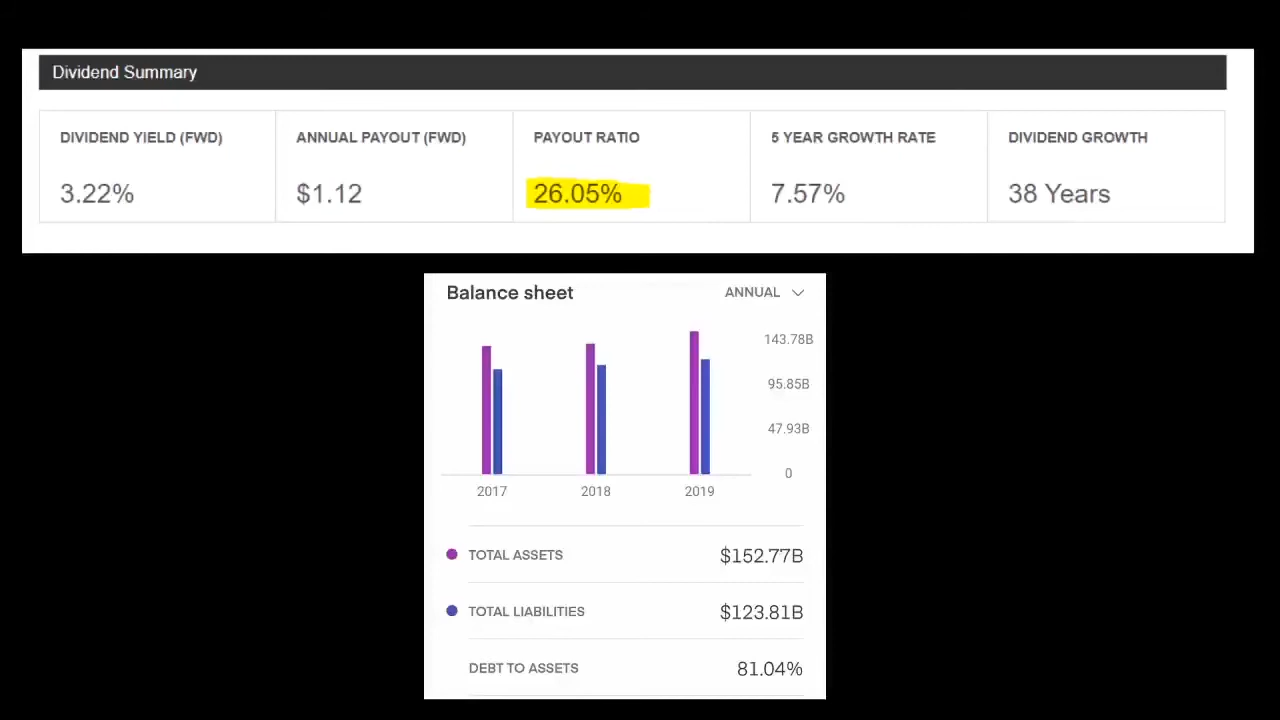 Dividend Summary
DIVIDEND YIELD (FWD) ANNUAL PAYOUT (FWD) PAYOUT RATIO 5 YEAR GROWTH RATE DIVIDEND GROWTH
3.22% $1.12 26.05% 7.57% 38 Years
Balance sheet ANNUAL
143.78B
95.85B
47.93B
0
2017 2018 2019
TOTAL ASSETS $152.77B
TOTAL LIABILITIES $123.81B
DEBT TO ASSETS 81.04%